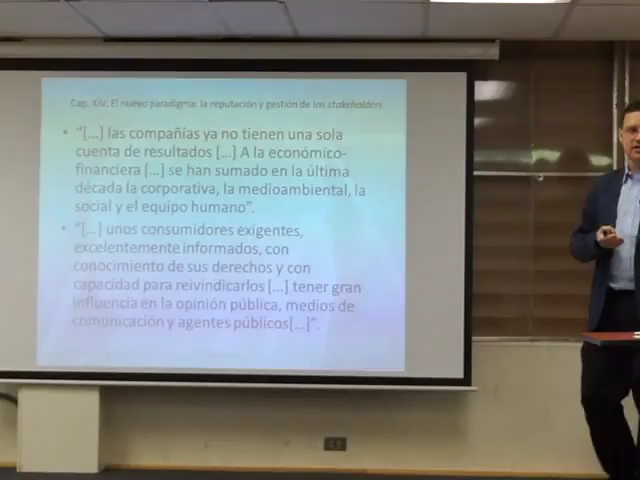 Cap. XIV: El nuevo paradigma: la reputación y gestión de los stakeholders
• “[...] las compañías ya no tienen una sola
cuenta de resultados [...] A la económico-
financiera [...] se han sumado en la última
década la corporativa, la medioambiental, la
social y el equipo humano”.
• “[...] unos consumidores exigentes,
excelentemente informados, con
conocimiento de sus derechos y con
capacidad para reivindicarlos [...] tener gran
influencia en la opinión pública, medios de
comunicación y agentes públicos[...]”.